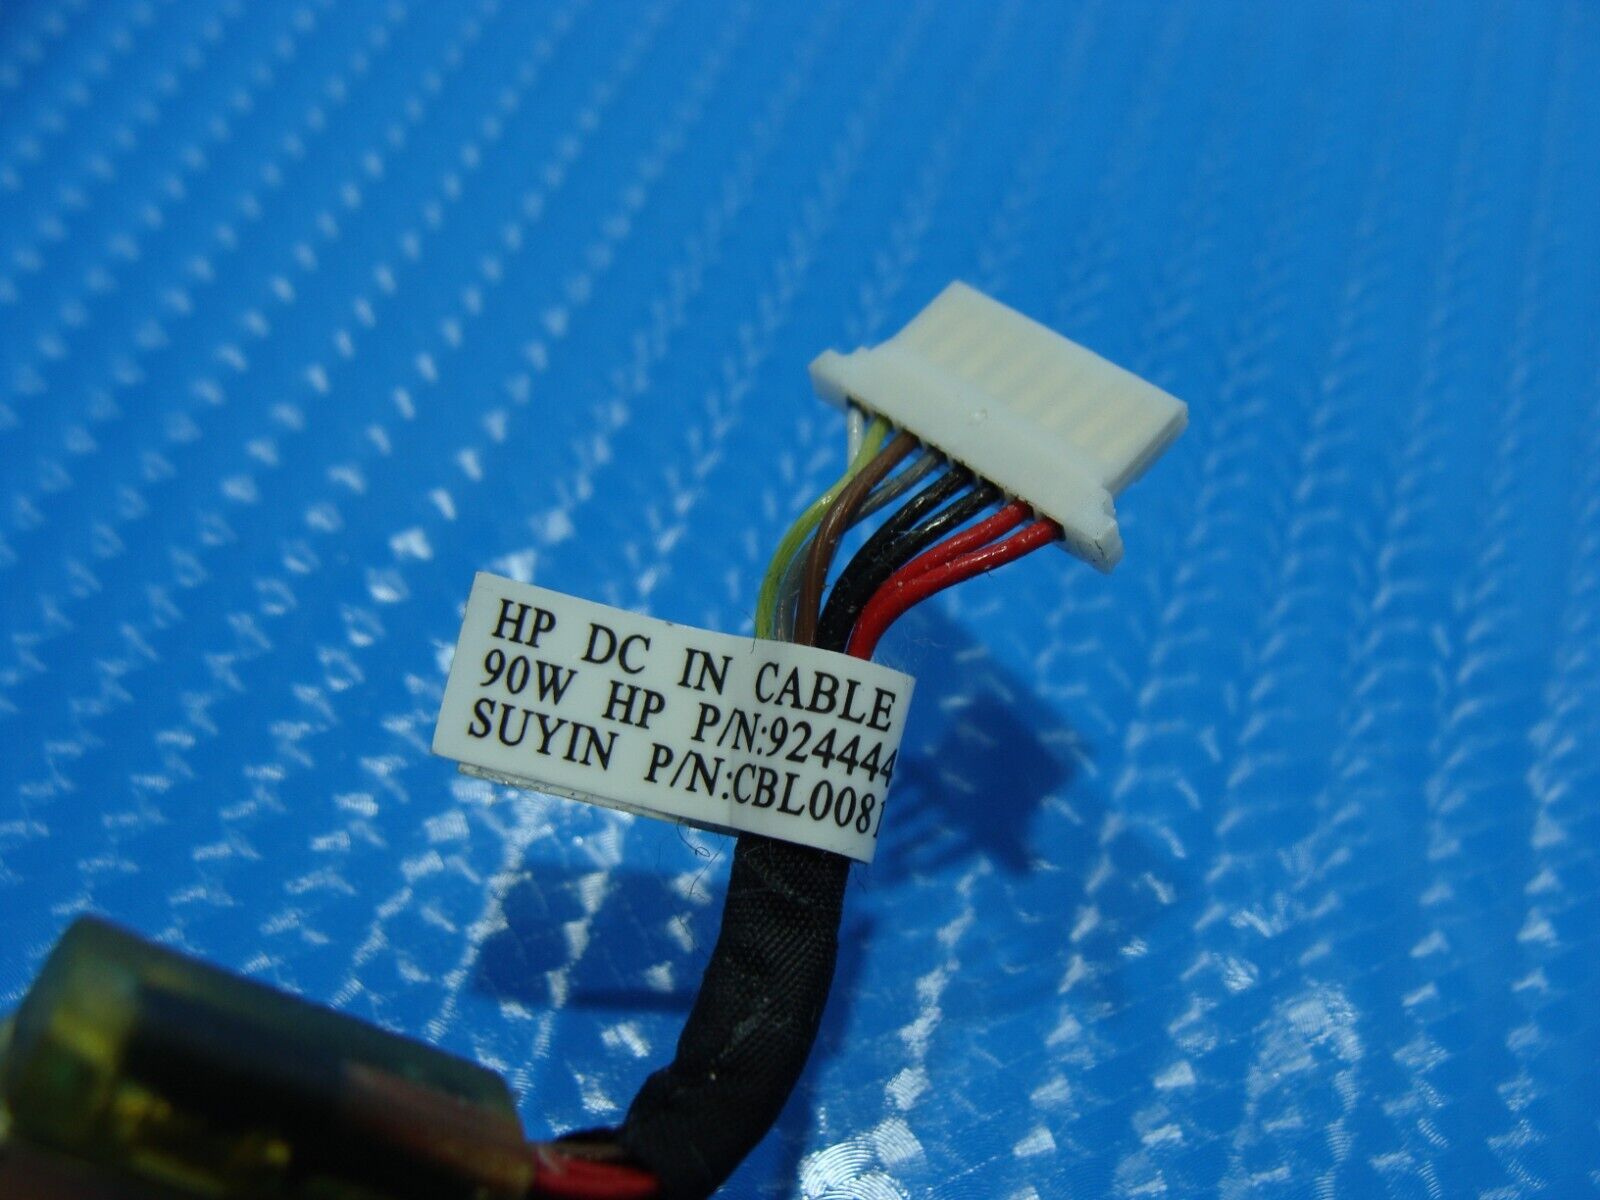 HP DC IN CABLE
90W HP P/N:924444
SUYIN P/N:CBL0081